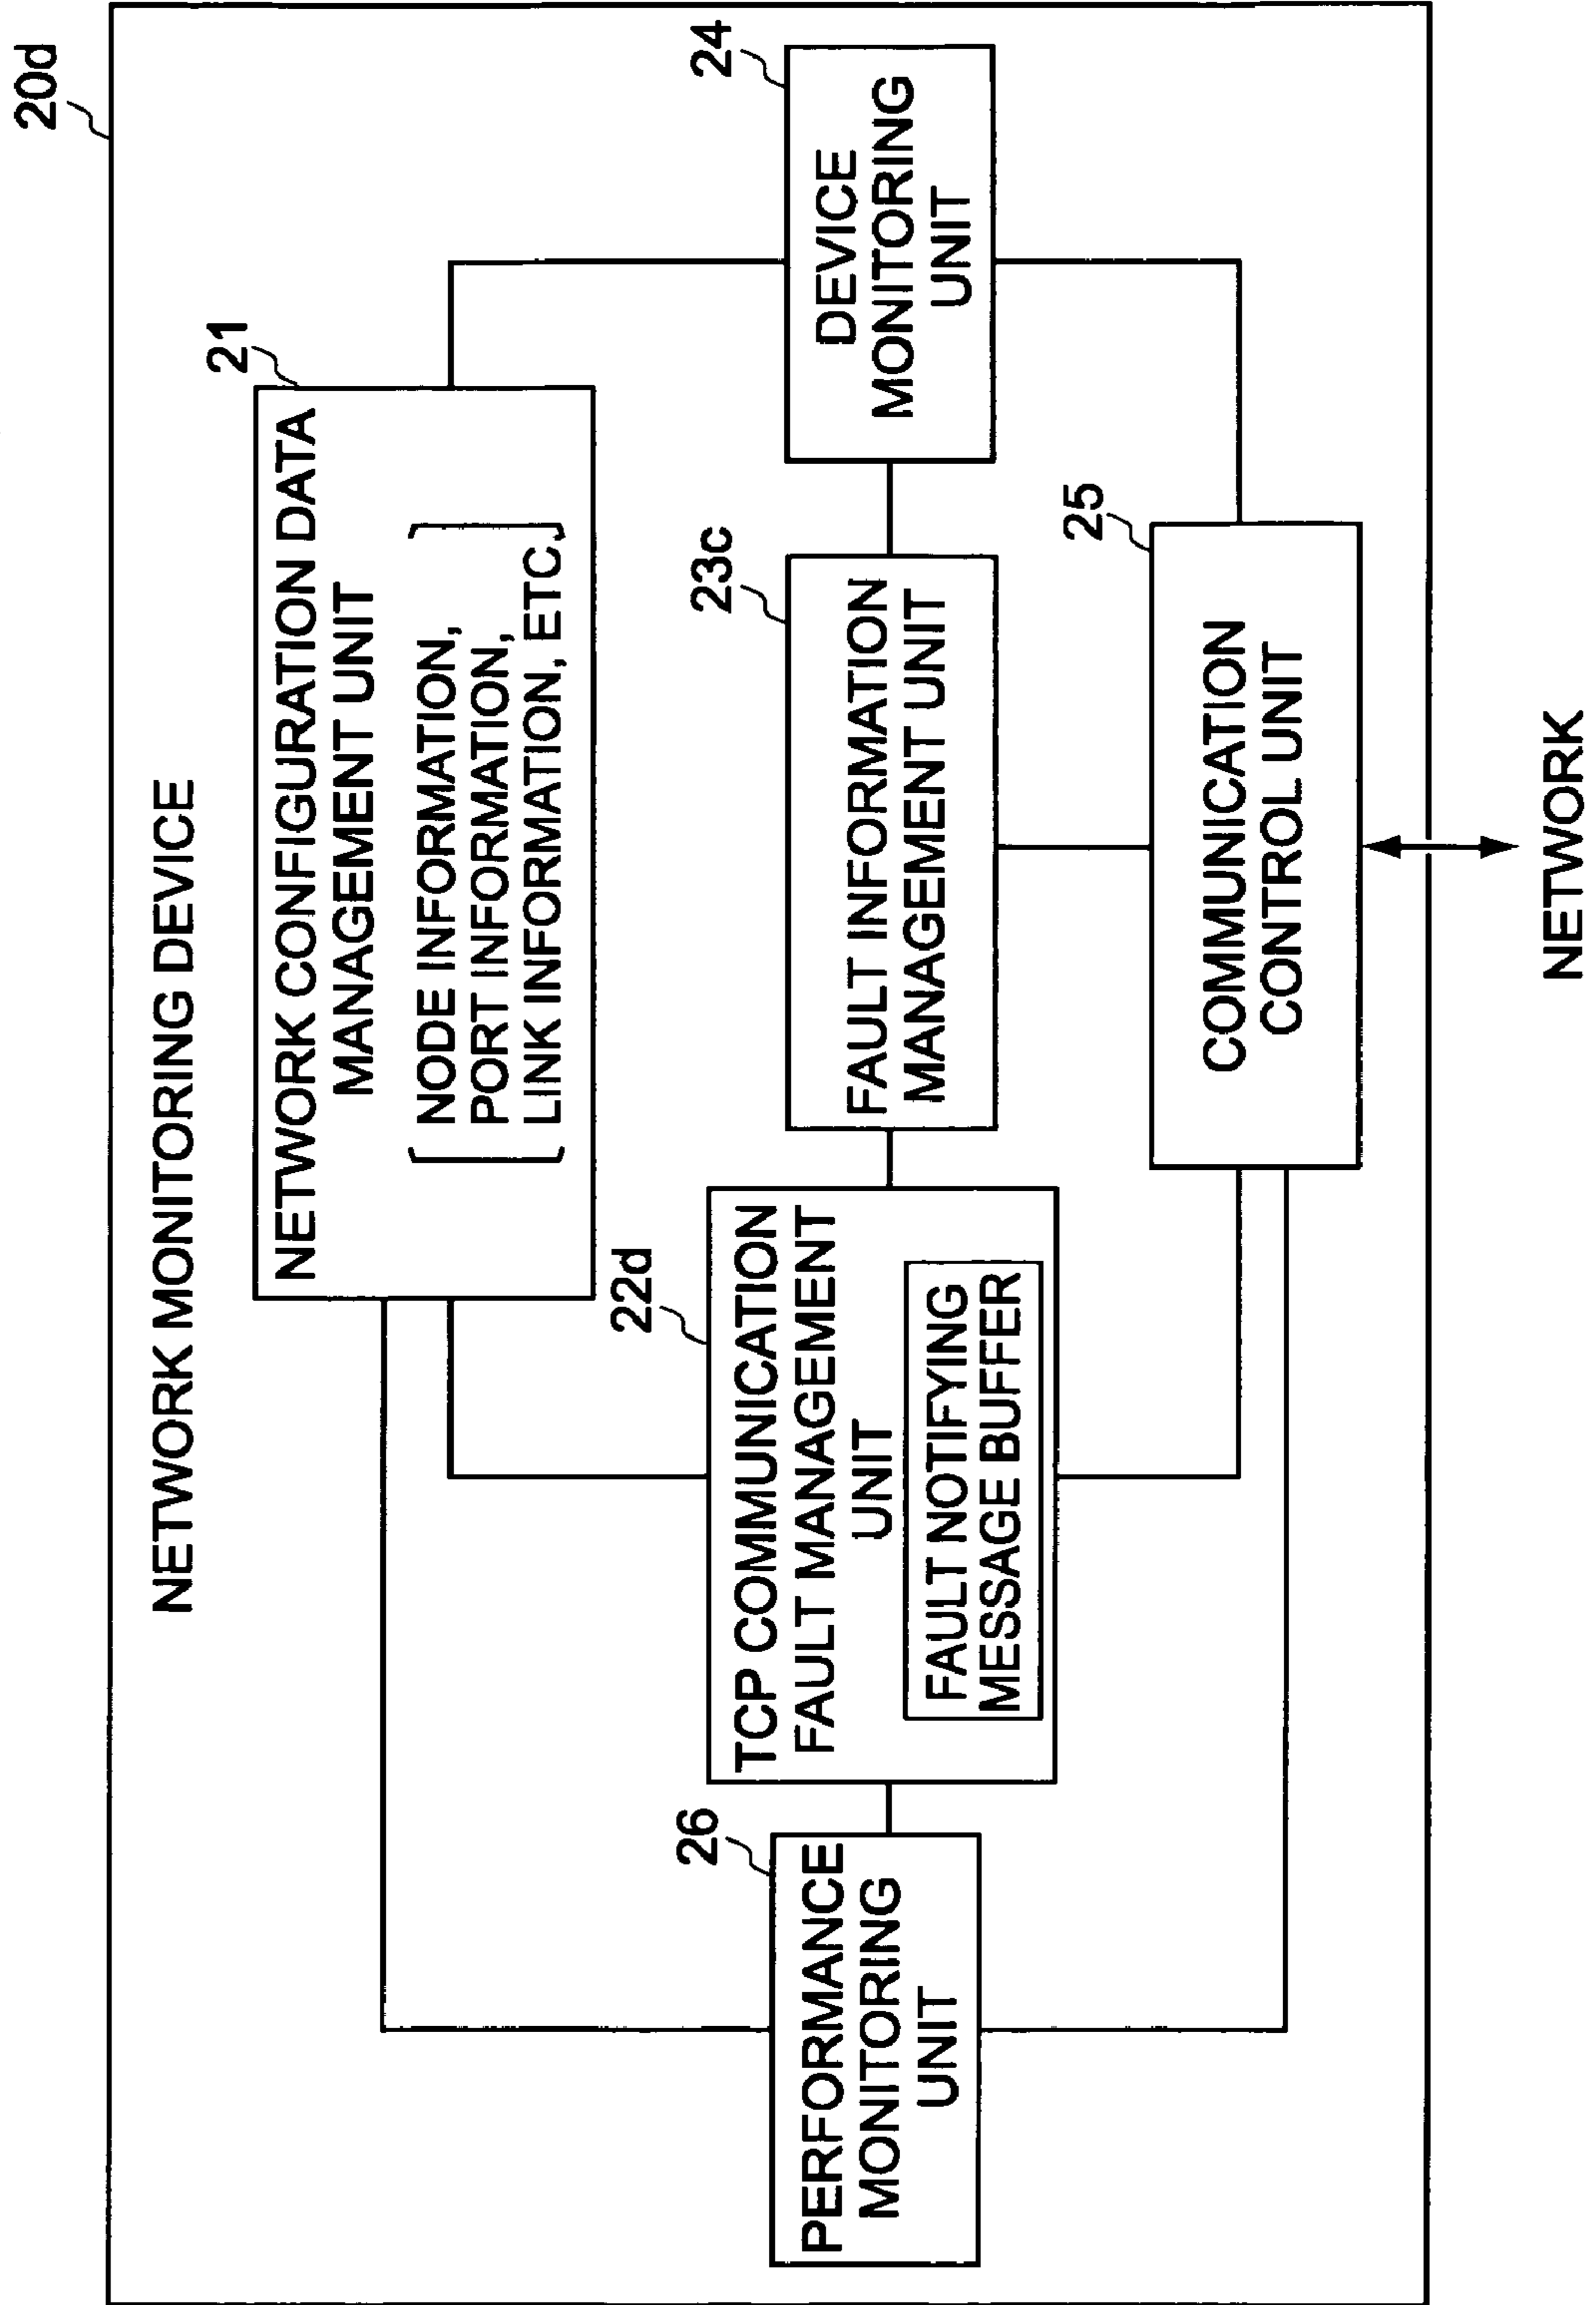 20d
NETWORK MONITORING DEVICE
21
NETWORK CONFIGURATION DATA
MANAGEMENT UNIT
NODE INFORMATION,
PORT INFORMATION,
LINK INFORMATION, ETC.
26
PERFORMANCE
MONITORING
UNIT
22d
TCP COMMUNICATION
FAULT MANAGEMENT
UNIT
FAULT NOTIFYING
MESSAGE BUFFER
23c
FAULT INFORMATION
MANAGEMENT UNIT
24
DEVICE
MONITORING
UNIT
25
COMMUNICATION
CONTROL UNIT
NETWORK